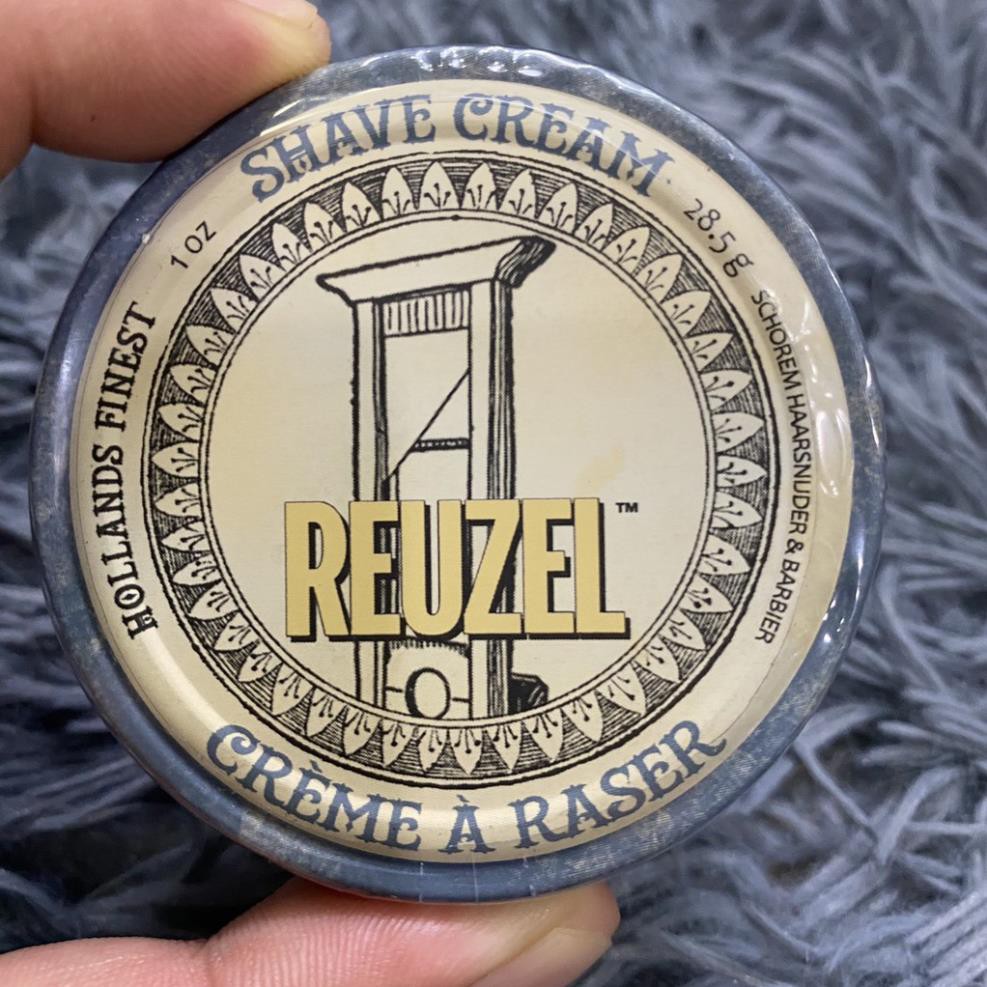 SHAVE CREAM
1 OZ
28.5 g
HOLLANDS FINEST
SCHOREM HAARSNIJDER & BARBIER
REUZEL™
CRÈME À RASER